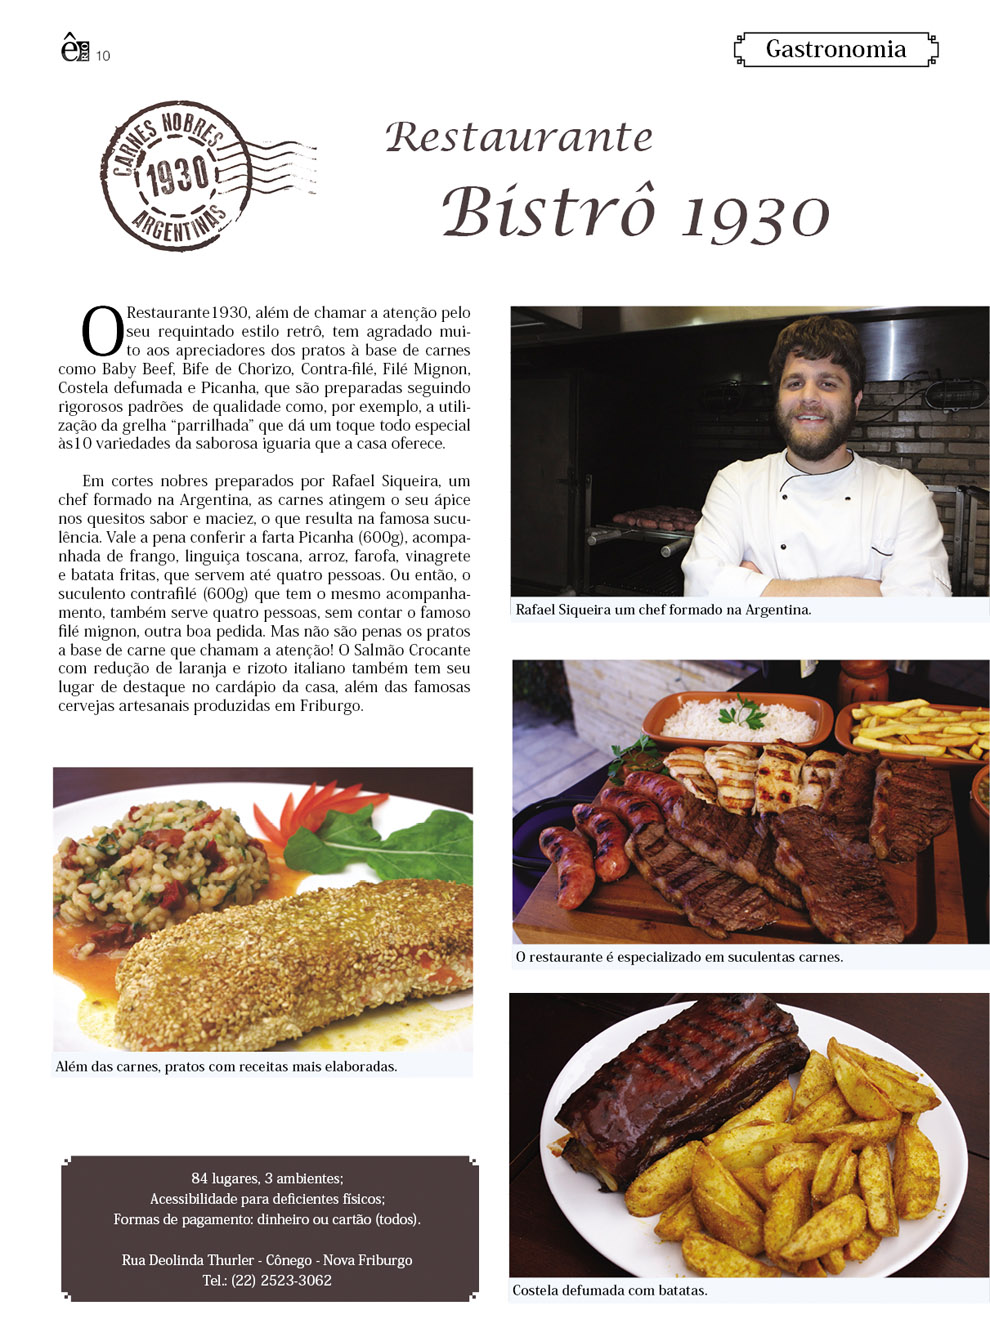 ê RIO 10
Gastronomia
CARNES NOBRES
1930
ARGENTINAS
Restaurante
Bistrô 1930
O Restaurante1930, além de chamar a atenção pelo
seu requintado estilo retrô, tem agradado mui-
to aos apreciadores dos pratos à base de carnes
como Baby Beef, Bife de Chorizo, Contra-filé, Filé Mignon,
Costela defumada e Picanha, que são preparadas seguindo
rigorosos padrões de qualidade como, por exemplo, a utili-
zação da grelha “parrilhada” que dá um toque todo especial
às10 variedades da saborosa iguaria que a casa oferece.
Em cortes nobres preparados por Rafael Siqueira, um
chef formado na Argentina, as carnes atingem o seu ápice
nos quesitos sabor e maciez, o que resulta na famosa sucu-
lência. Vale a pena conferir a farta Picanha (600g), acompa-
nhada de frango, linguiça toscana, arroz, farofa, vinagrete
e batata fritas, que servem até quatro pessoas. Ou então, o
suculento contrafilé (600g) que tem o mesmo acompanha-
mento, também serve quatro pessoas, sem contar o famoso
filé mignon, outra boa pedida. Mas não são penas os pratos
a base de carne que chamam a atenção! O Salmão Crocante
com redução de laranja e rizoto italiano também tem seu
lugar de destaque no cardápio da casa, além das famosas
cervejas artesanais produzidas em Friburgo.
Rafael Siqueira um chef formado na Argentina.
O restaurante é especializado em suculentas carnes.
Além das carnes, pratos com receitas mais elaboradas.
Costela defumada com batatas.
84 lugares, 3 ambientes;
Acessibilidade para deficientes físicos;
Formas de pagamento: dinheiro ou cartão (todos).
Rua Deolinda Thurler - Cônego - Nova Friburgo
Tel.: (22) 2523-3062